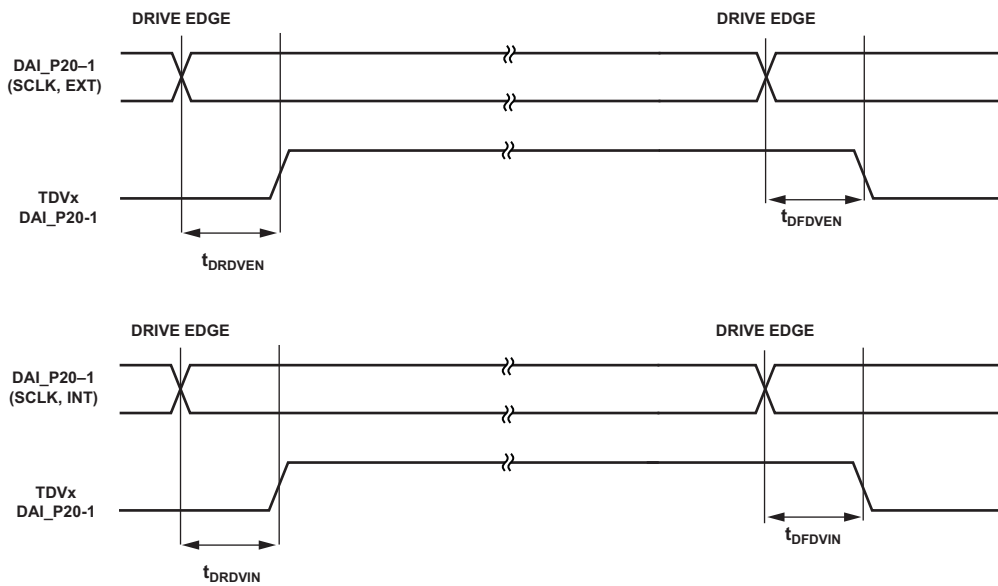 DRIVE EDGE DRIVE EDGE
DAI_P20–1
(SCLK, EXT)
TDVx
DAI_P20-1
tDFDVEN
tDRDVEN
DRIVE EDGE DRIVE EDGE
DAI_P20–1
(SCLK, INT)
TDVx
DAI_P20-1
tDFDVIN
tDRDVIN